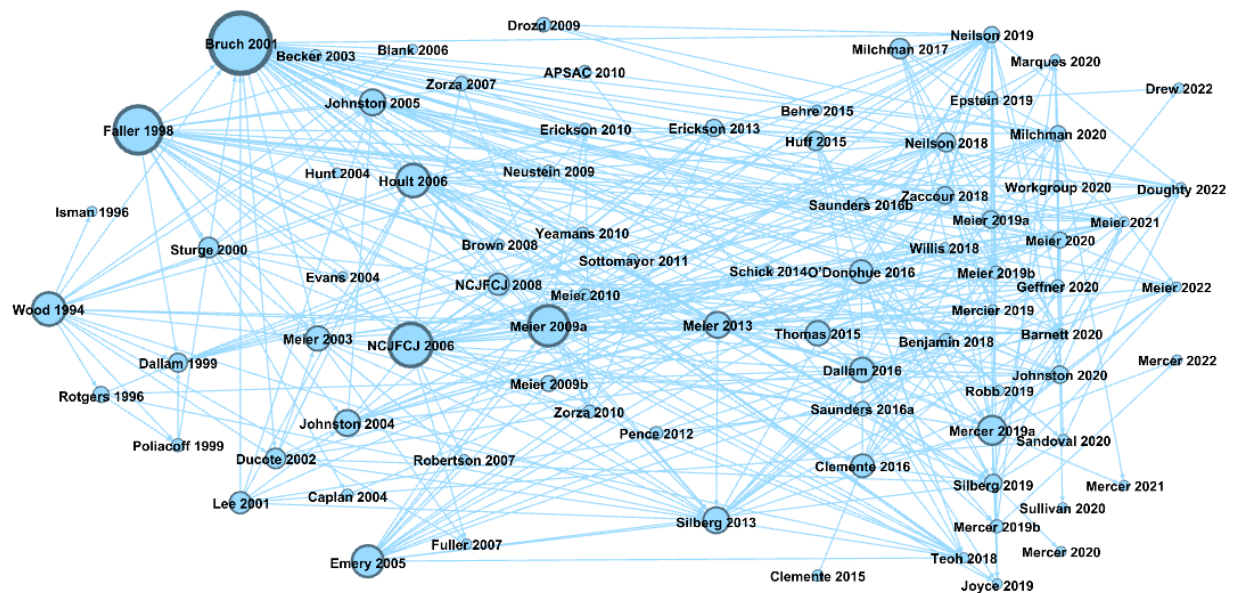 Drozd 2009
Neilson 2019
Bruch 2001
Becker 2003
Blank 2006
Milchman 2017
Marques 2020
Zorza 2007
APSAC 2010
Drew 2022
Johnston 2005
Epstein 2019
Behre 2015
Faller 1998
Erickson 2010
Erickson 2013
Milchman 2020
Huff 2015
Neilson 2018
Hunt 2004
Hoult 2006
Neustein 2009
Workgroup 2020
Doughty 2022
Zaccour 2018
Saunders 2016b
Isman 1996
Meier 2019a
Meier 2021
Sturge 2000
Brown 2008
Yeamans 2010
Meier 2020
Willis 2018
Sottomayor 2011
Evans 2004
Schick 2014
O'Donohue 2016
Meier 2019b
NCJFCJ 2008
Meier 2010
Geffner 2020
Meier 2022
Wood 1994
Mercier 2019
Meier 2009a
Meier 2013
Thomas 2015
Barnett 2020
Meier 2003
NCJFCJ 2006
Benjamin 2018
Mercer 2022
Dallam 1999
Dallam 2016
Johnston 2020
Meier 2009b
Rotgers 1996
Robb 2019
Zorza 2010
Saunders 2016a
Johnston 2004
Pence 2012
Mercer 2019a
Sandoval 2020
Poliacoff 1999
Ducote 2002
Robertson 2007
Clemente 2016
Silberg 2019
Mercer 2021
Lee 2001
Caplan 2004
Sullivan 2020
Silberg 2013
Mercer 2019b
Fuller 2007
Mercer 2020
Emery 2005
Teoh 2018
Clemente 2015
Joyce 2019